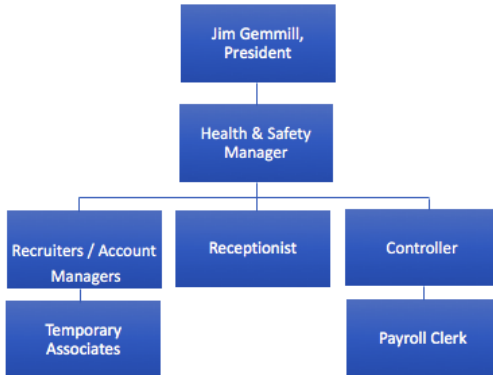 Jim Gemmill,
President
Health & Safety
Manager
Recruiters / Account
Managers
Receptionist
Controller
Temporary
Associates
Payroll Clerk